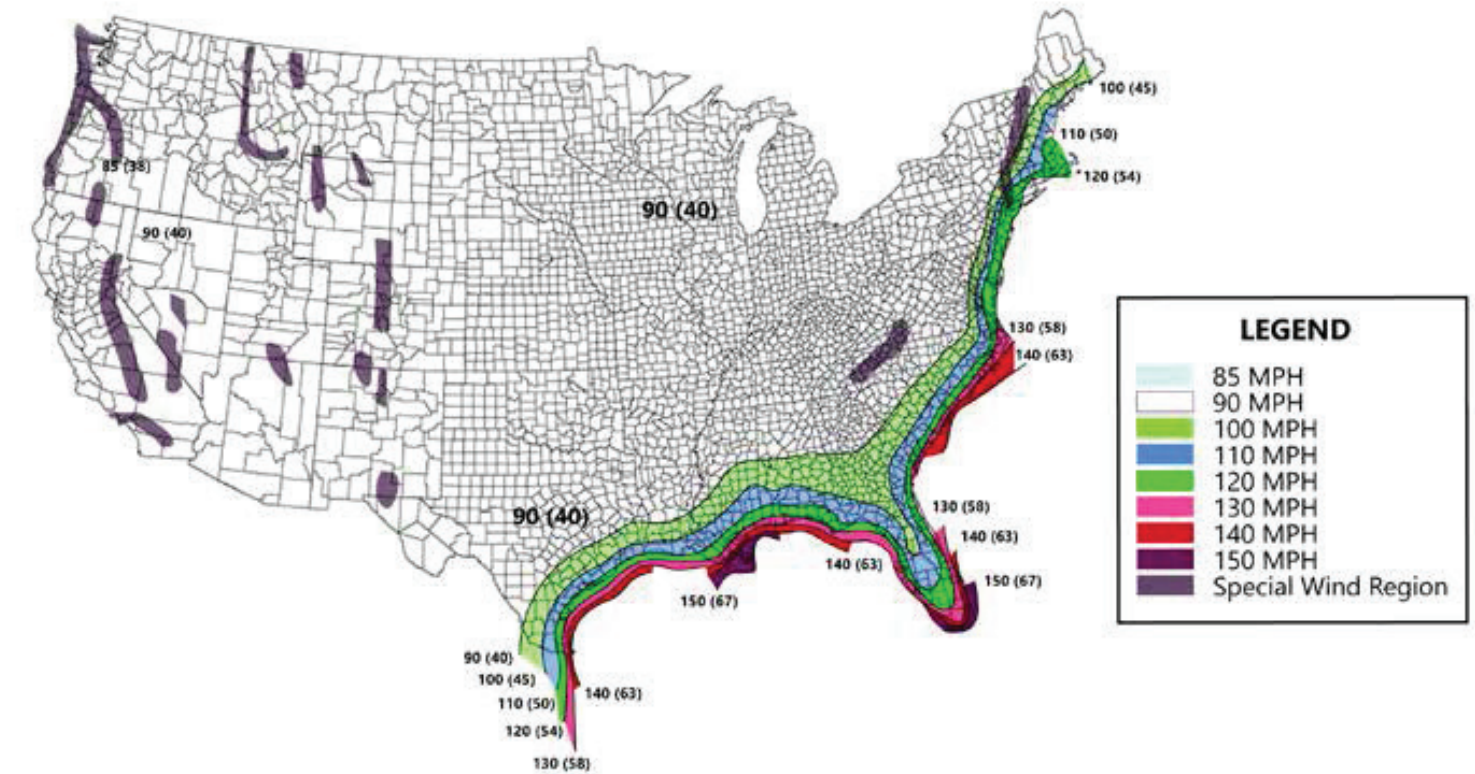 100 (45)
110 (50)
120 (54)
85 (38)
90 (40)
90 (40)
130 (58)
140 (63)
LEGEND
85 MPH
90 MPH
100 MPH
110 MPH
120 MPH
130 MPH
140 MPH
150 MPH
Special Wind Region
90 (40)
130 (58)
140 (63)
140 (63)
150 (67)
150 (67)
90 (40)
100 (45)
110 (50)
140 (63)
120 (54)
130 (58)